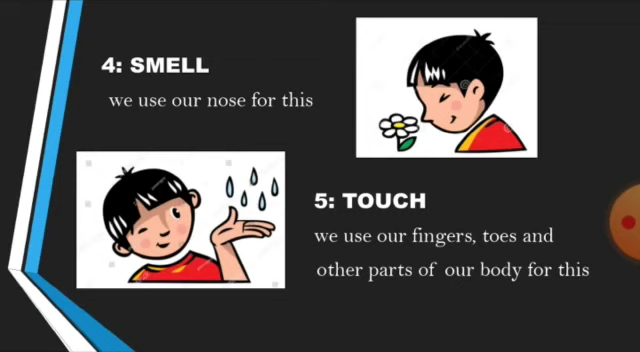 4: SMELL
we use our nose for this
5: TOUCH
we use our fingers, toes and
other parts of our body for this